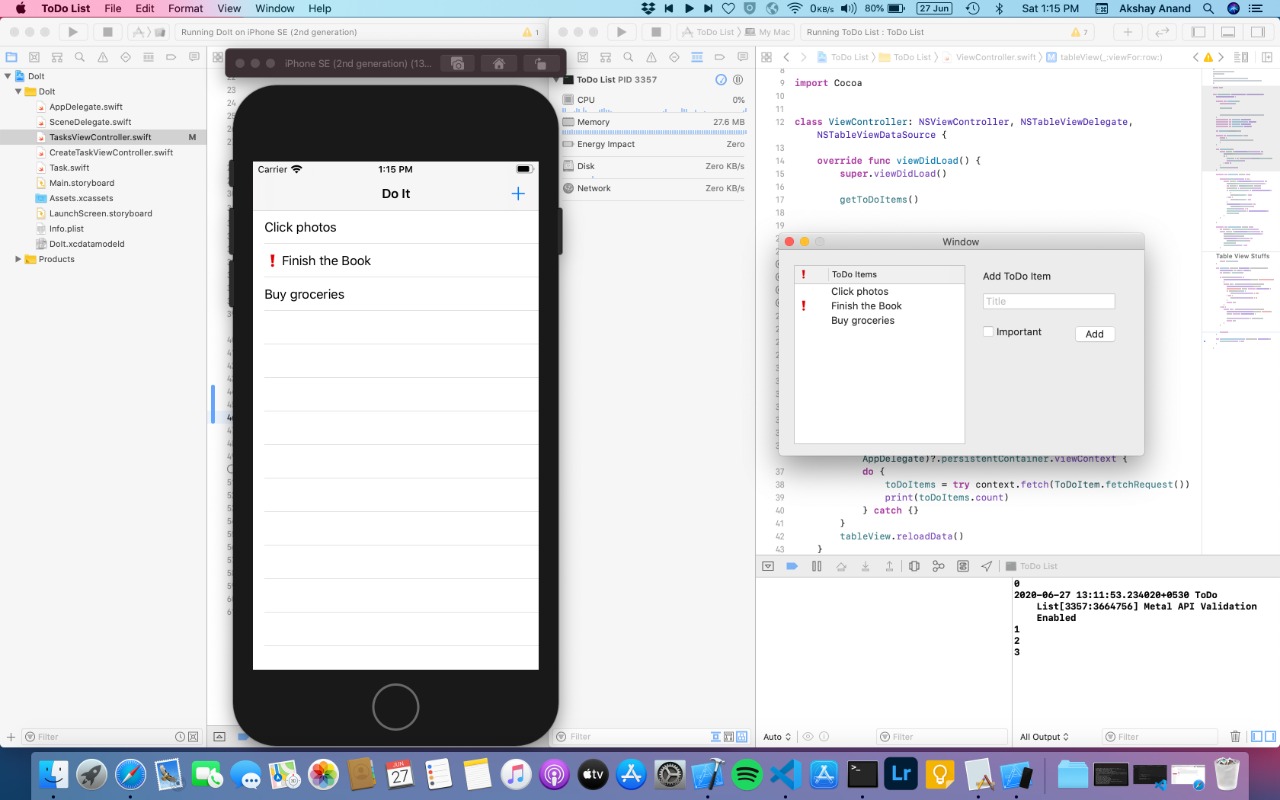 ToDo List File Edit Format View Window Help 0KB/s 80% 27 Jun Sat 1:15 PM Akshay Anand
Running DoIt on iPhone SE (2nd generation) 1
ToDo List My Mac Running ToDo List : ToDo List 7
iPhone SE (2nd generation) (13...
ToDo List ToDo List ViewController.swift tableView(_:viewFor:row:)
DoIt
DoIt
AppDelegate.swift
SceneDelegate.swift
TasksViewController.swift M
CreateTaskViewController.swift
Task.swift
Main.storyboard
Assets.xcassets
LaunchScreen.storyboard
Info.plist
DoIt.xcdatamodeld
Products
Filter
Carrier 1:15 PM
Do It +
Click photos
❗ Finish the Book
Buy groceries
ToDo List PID 3357
CPU 0%
Memory 27.6 MB
Energy Impact Zero
Disk Zero KB/s
Network Zero KB/s
Filter
8
9 import Cocoa
10
11
12 class ViewController: NSViewController, NSTableViewDelegate,
NSTableViewDataSource {
13
14 override func viewDidLoad() {
15 super.viewDidLoad()
16
17 getToDoItems()
18
Window
❗ ToDo Items
Click photos
❗ Finish the Book
Buy groceries
Add ToDo Item
Title
Important Add
AppDelegate)?.persistentContainer.viewContext {
37 do {
38 toDoItems = try context.fetch(ToDoItem.fetchRequest())
39 print(toDoItems.count)
40 } catch {}
41 }
42 tableView.reloadData()
43 }
Table View Stuffs
ToDo List
0
2020-06-27 13:11:53.234020+0530 ToDo
List[3357:3664756] Metal API Validation
Enabled
1
2
3
Auto Filter All Output Filter
JUN
27
tv
Lr